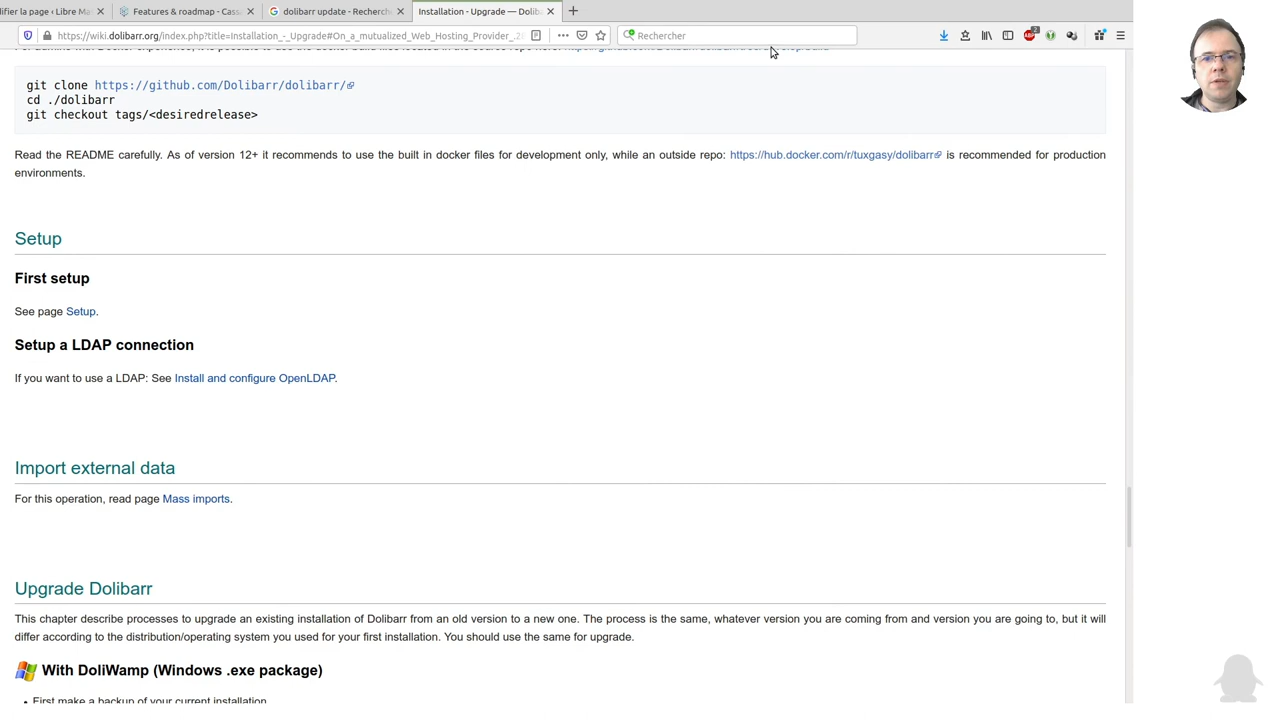 lifier la page ‹ Libre Ma
Features & roadmap - Cass
dolibarr update - Recherch
Installation - Upgrade — Dolib
https://wiki.dolibarr.org/index.php?title=Installation_-_Upgrade#On_a_mutualized_Web_Hosting_Provider_.2
Rechercher
git clone https://github.com/Dolibarr/dolibarr/
cd ./dolibarr
git checkout tags/<desiredrelease>
Read the README carefully. As of version 12+ it recommends to use the built in docker files for development only, while an outside repo: https://hub.docker.com/r/tuxgasy/dolibarr is recommended for production
environments.
Setup
First setup
See page Setup.
Setup a LDAP connection
If you want to use a LDAP: See Install and configure OpenLDAP.
Import external data
For this operation, read page Mass imports.
Upgrade Dolibarr
This chapter describe processes to upgrade an existing installation of Dolibarr from an old version to a new one. The process is the same, whatever version you are coming from and version you are going to, but it will
differ according to the distribution/operating system you used for your first installation. You should use the same for upgrade.
With DoliWamp (Windows .exe package)
• First make a backup of your current installation